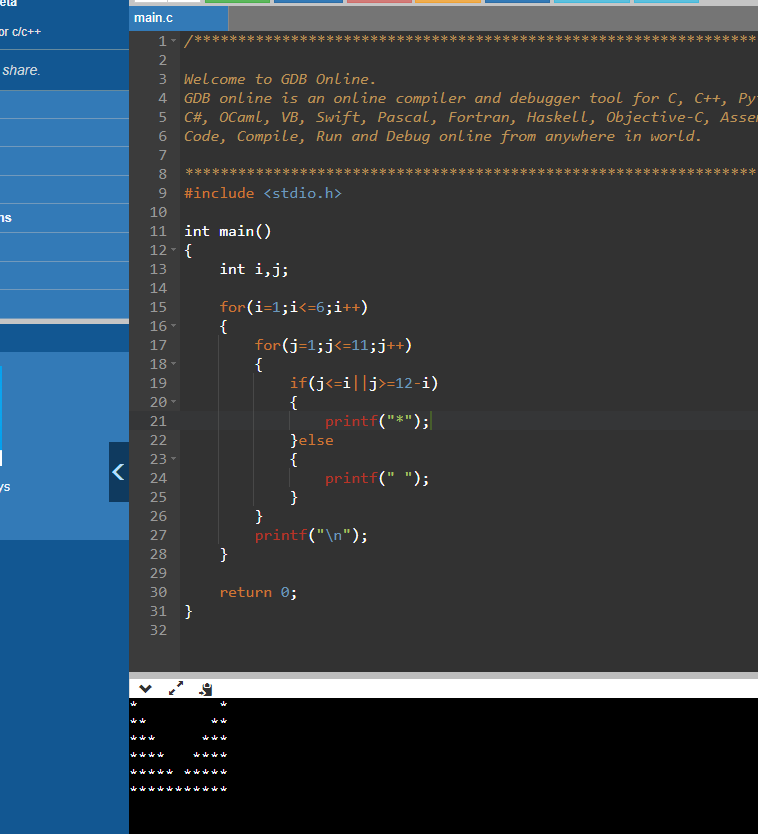 eta
or c/c++
share.
ns
ys
main.c
1 /****************************************************************
2
3 Welcome to GDB Online.
4 GDB online is an online compiler and debugger tool for C, C++, Py
5 C#, OCaml, VB, Swift, Pascal, Fortran, Haskell, Objective-C, Asse
6 Code, Compile, Run and Debug online from anywhere in world.
7
8 *****************************************************************
9 #include <stdio.h>
10
11 int main()
12 {
13     int i,j;
14
15     for(i=1;i<=6;i++)
16     {
17         for(j=1;j<=11;j++)
18         {
19             if(j<=i||j>=12-i)
20             {
21                 printf("*");
22             }else
23             {
24                 printf(" ");
25             }
26         }
27         printf("\n");
28     }
29
30     return 0;
31 }
32
*         *
**       **
***     ***
****   ****
***** *****
***********